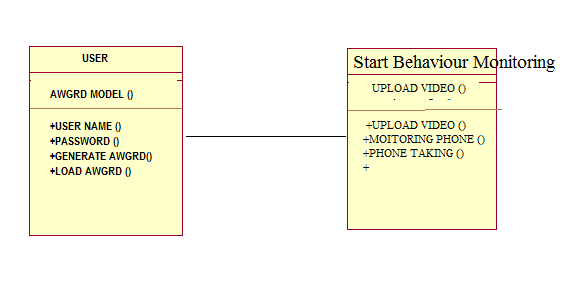 USER
AWGRD MODEL ()
+USER NAME ()
+PASSWORD ()
+GENERATE AWGRD()
+LOAD AWGRD ()
Start Behaviour Monitoring
UPLOAD VIDEO ()
+UPLOAD VIDEO ()
+MOITORING PHONE ()
+PHONE TAKING ()
+